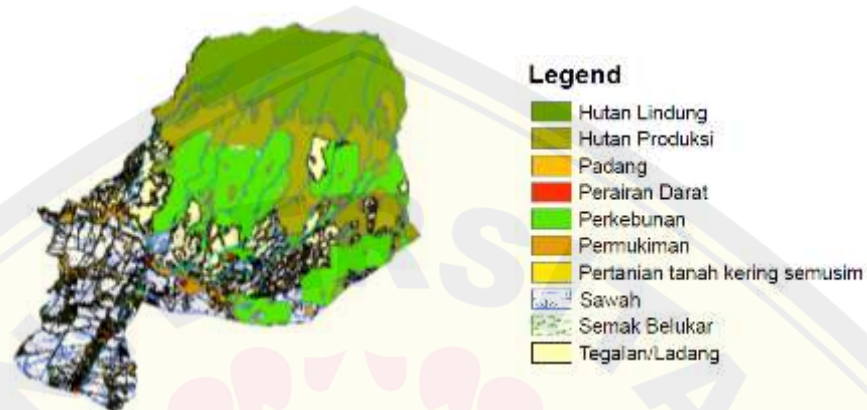 Legend
Hutan Lindung
Hutan Produksi
Padang
Perairan Darat
Perkebunan
Permukiman
Pertanian tanah kering semusim
Sawah
Semak Belukar
Tegalan/Ladang